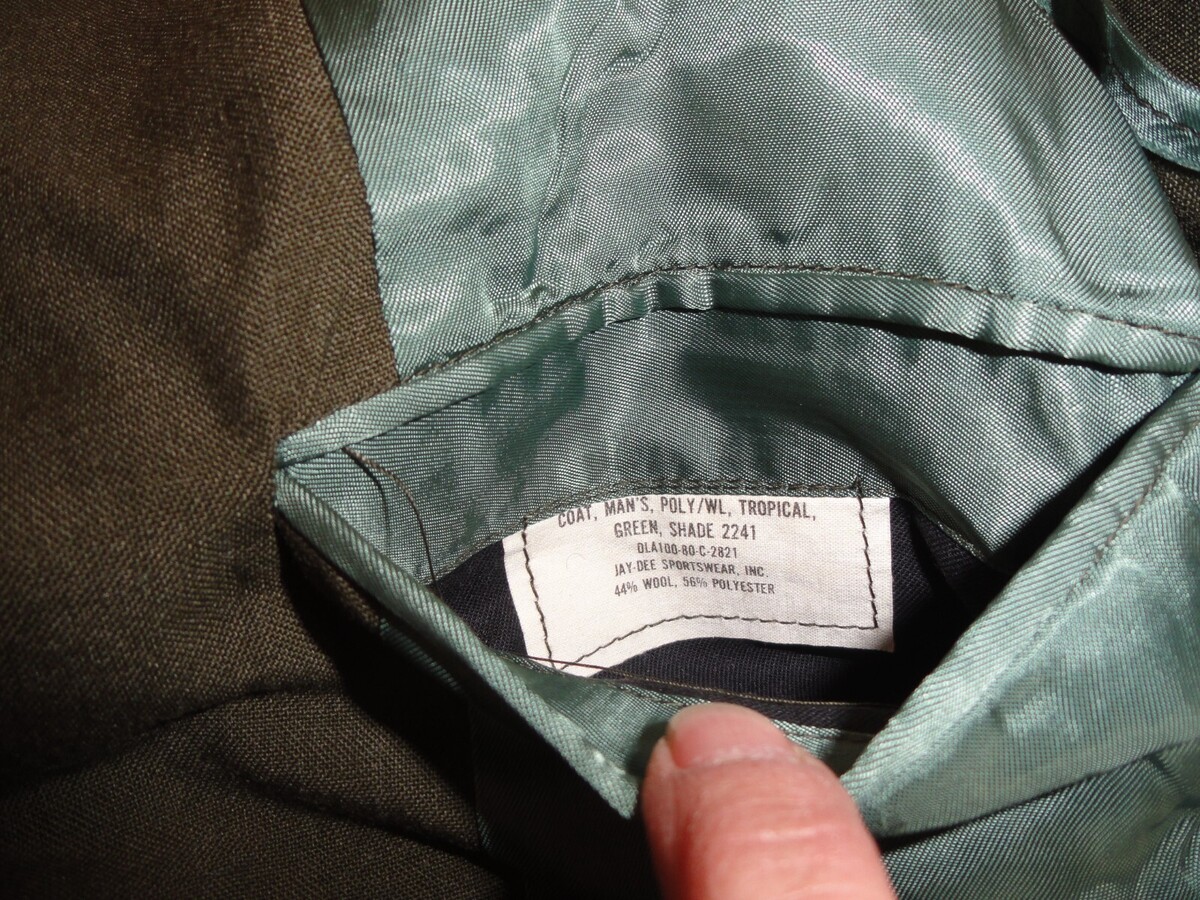 COAT, MAN'S, POLY/WL, TROPICAL,
GREEN, SHADE 2241
DLA100-80-C-2821
JAY-DEE SPORTSWEAR, INC.
44% WOOL, 56% POLYESTER